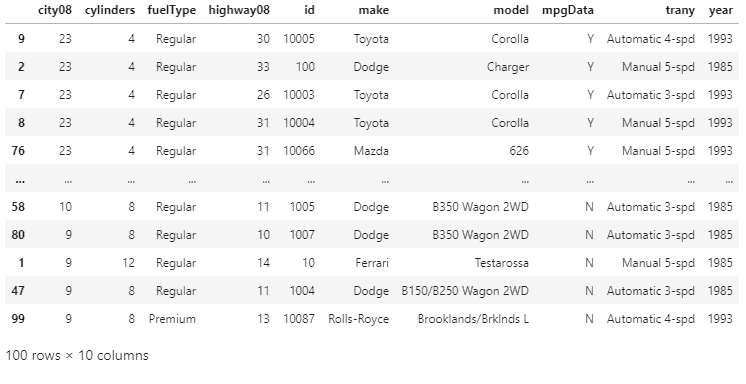 city08 cylinders fuelType highway08 id make model mpgData trany year
9 23 4 Regular 30 10005 Toyota Corolla Y Automatic 4-spd 1993
2 23 4 Regular 33 100 Dodge Charger Y Manual 5-spd 1985
7 23 4 Regular 26 10003 Toyota Corolla Y Automatic 3-spd 1993
8 23 4 Regular 31 10004 Toyota Corolla Y Manual 5-spd 1993
76 23 4 Regular 31 10066 Mazda 626 Y Manual 5-spd 1993
... ... ... ... ... ... ... ... ... ... ...
58 10 8 Regular 11 1005 Dodge B350 Wagon 2WD N Automatic 3-spd 1985
80 9 8 Regular 10 1007 Dodge B350 Wagon 2WD N Automatic 3-spd 1985
1 9 12 Regular 14 10 Ferrari Testarossa N Manual 5-spd 1985
47 9 8 Regular 11 1004 Dodge B150/B250 Wagon 2WD N Automatic 3-spd 1985
99 9 8 Premium 13 10087 Rolls-Royce Brooklands/Brklnds L N Automatic 4-spd 1993
100 rows × 10 columns